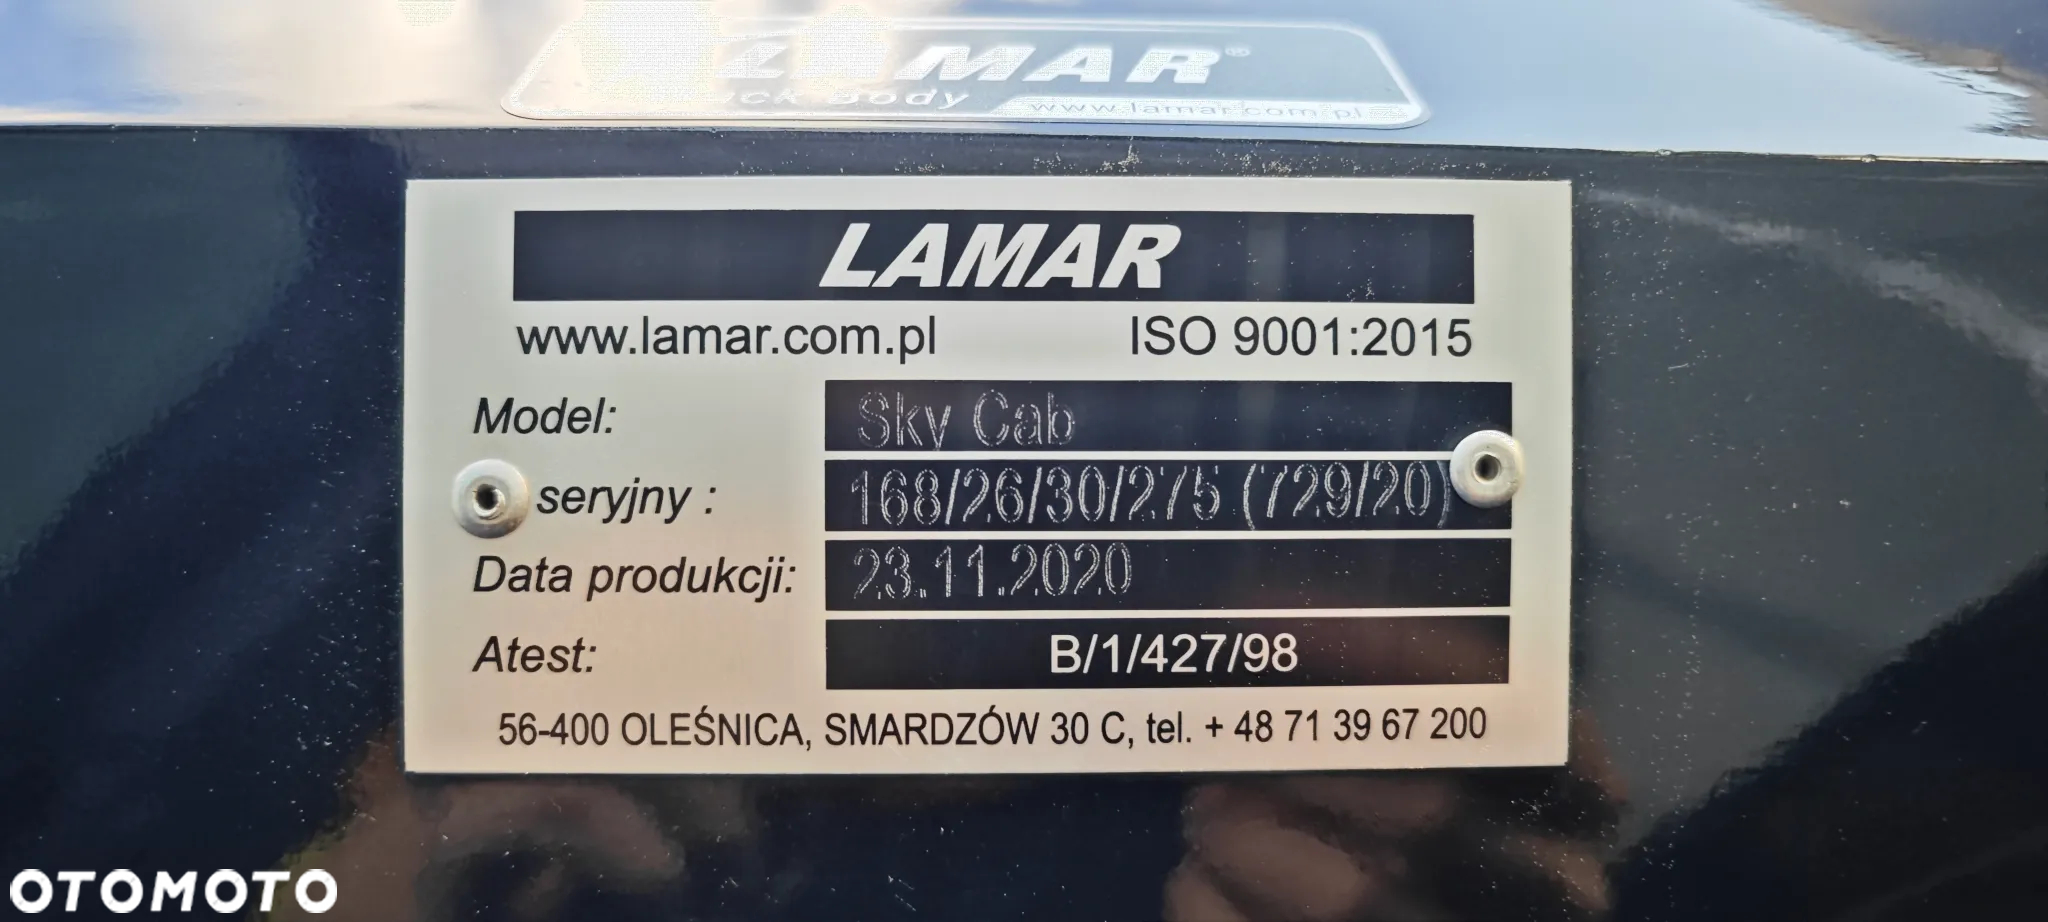 LAMAR®
Body www.lamar.com.pl
LAMAR
www.lamar.com.pl ISO 9001:2015
Model: Sky Cab
seryjny : 168/26/30/275 (729/20)
Data produkcji: 23.11.2020
Atest: B/1/427/98
56-400 OLEŚNICA, SMARDZÓW 30 C, tel. + 48 71 39 67 200
OTOMOTO